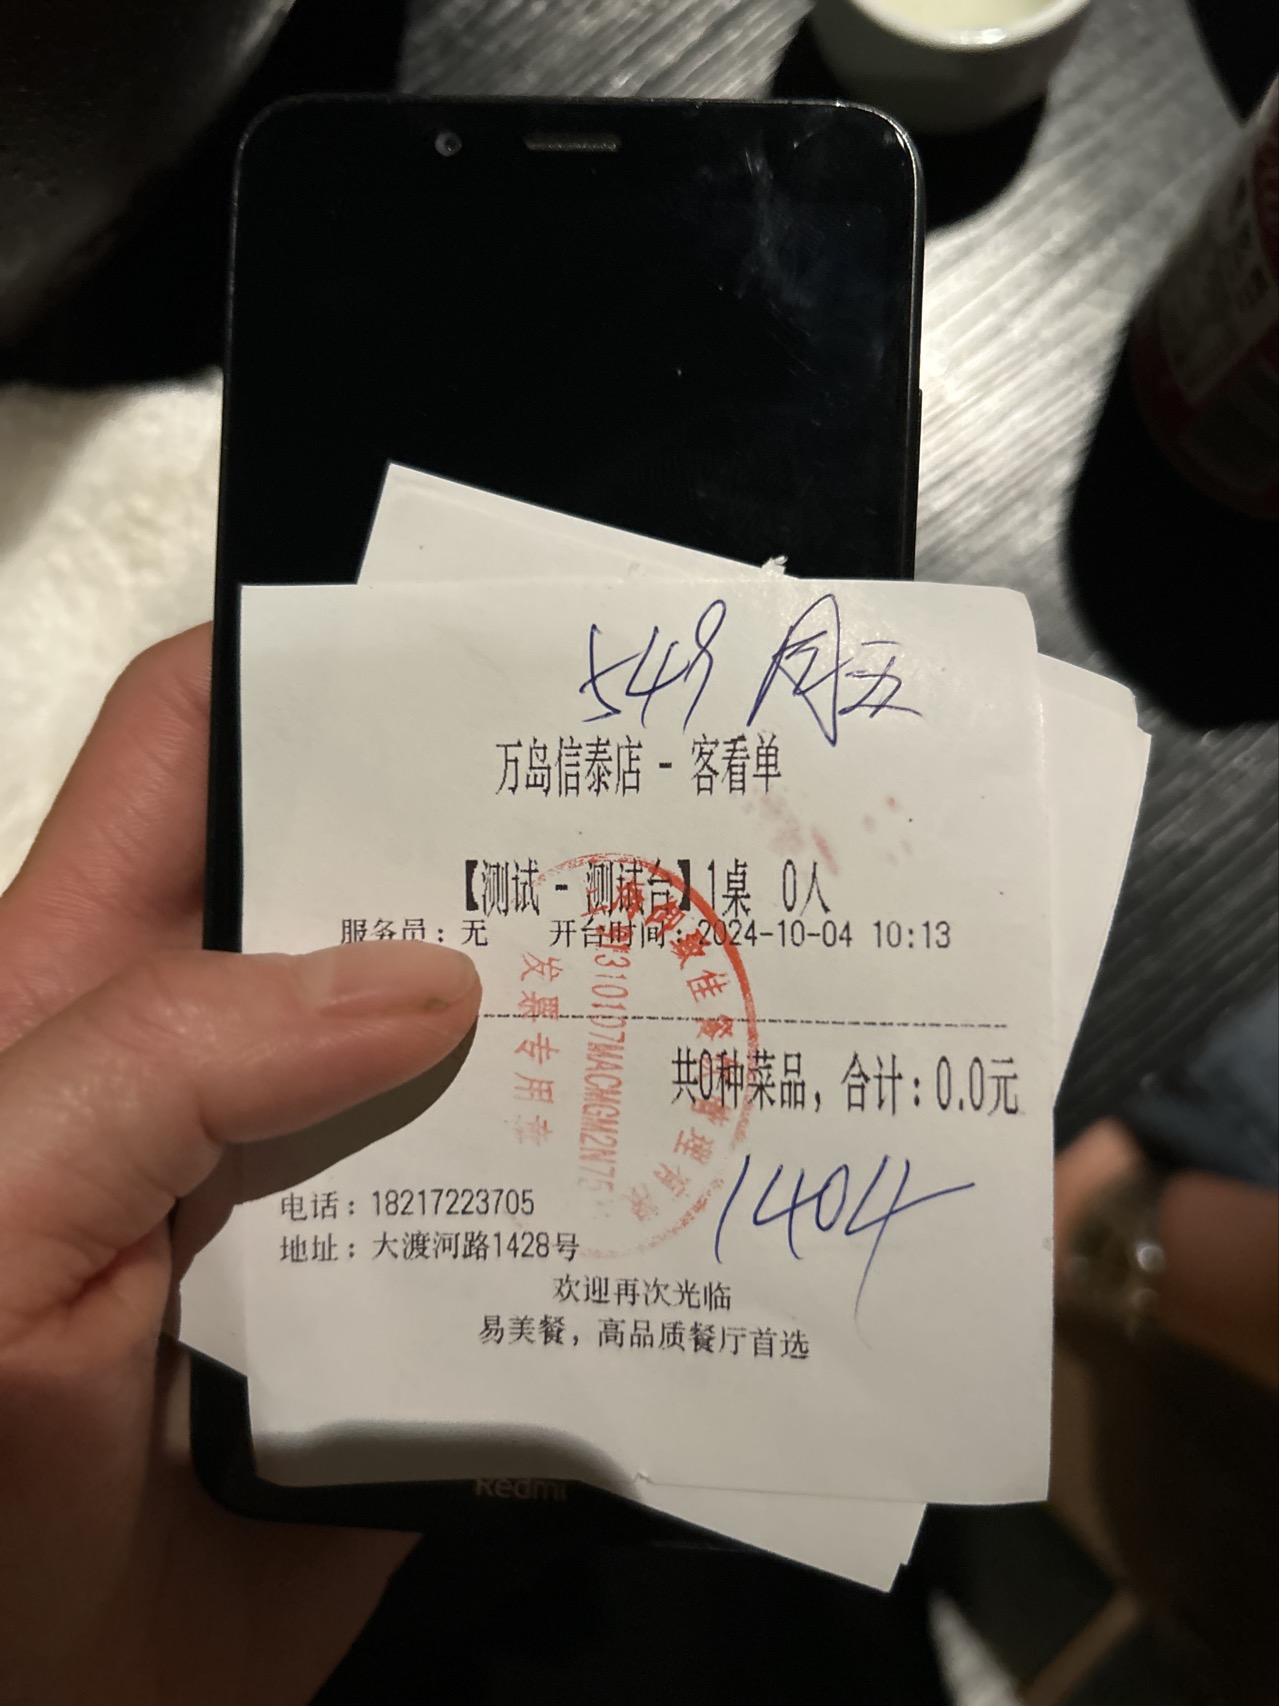 549 周五
万岛信泰店 - 客看单
【测试 - 测试台】1桌 0人
服务员：无 开台时间：2024-10-04 10:13
共0种菜品，合计：0.0元
1404
电话：18217223705
地址：大渡河路1428号
欢迎再次光临
易美餐，高品质餐厅首选
发票专用章
Redmi